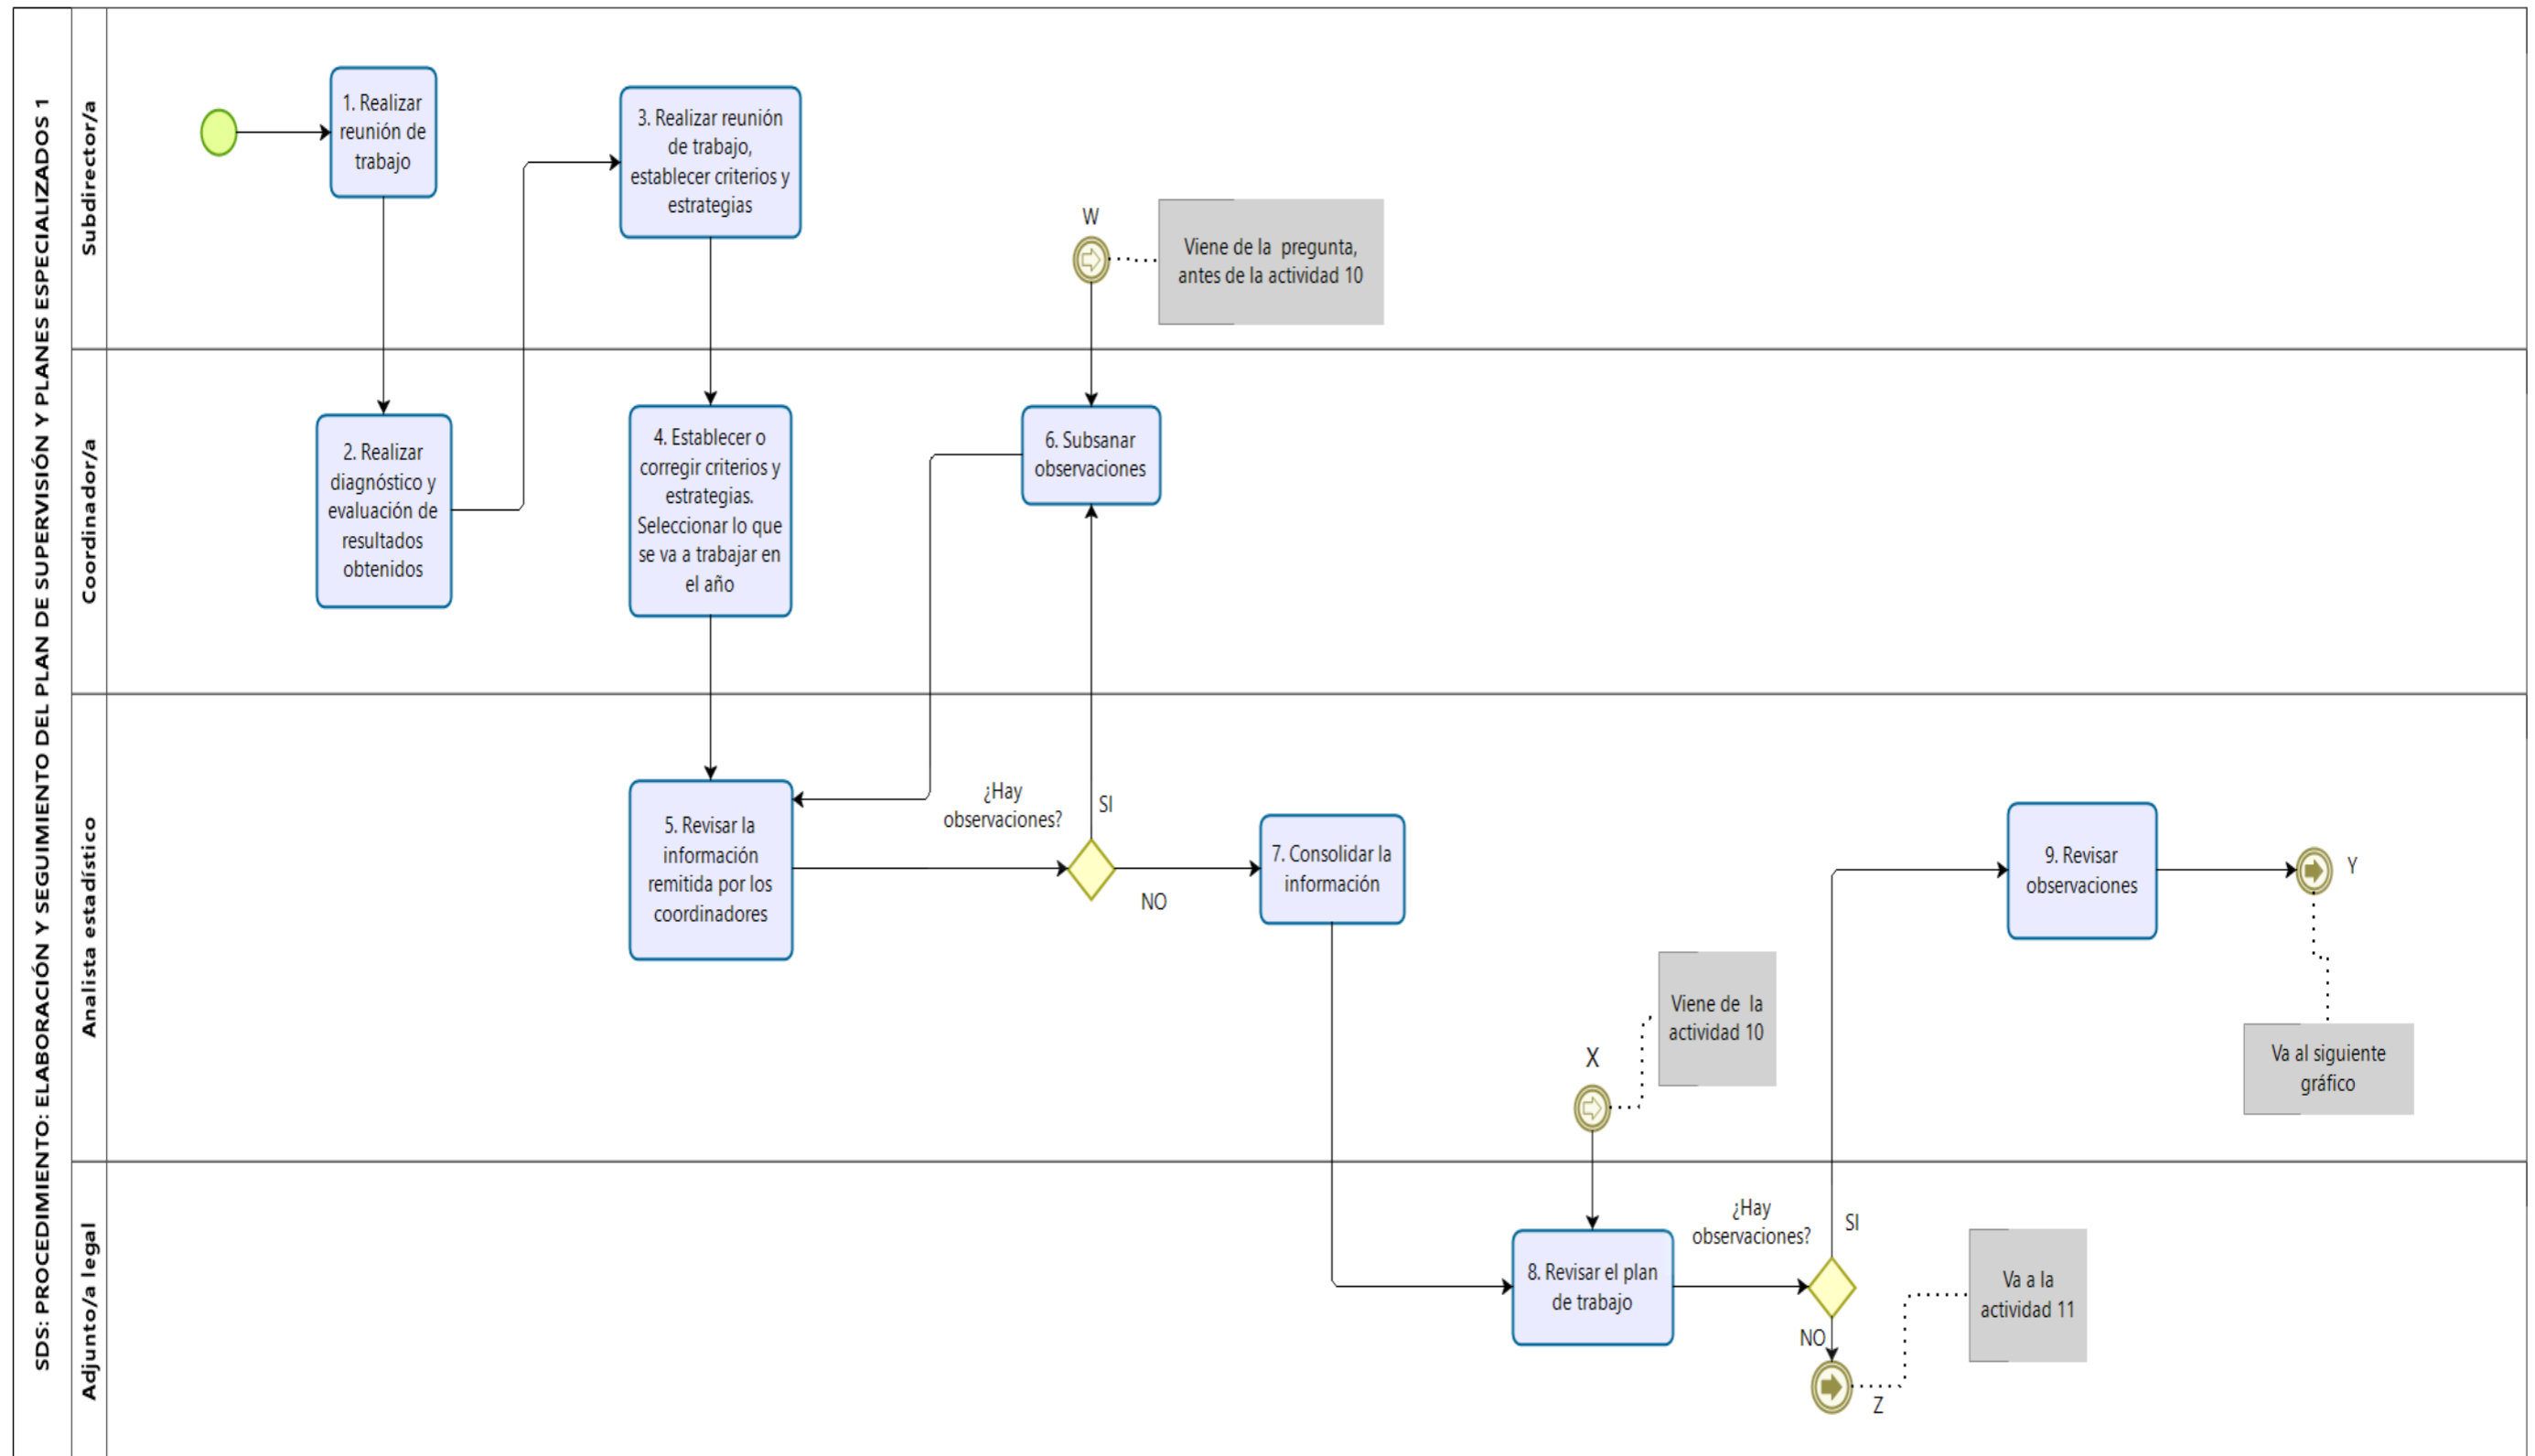 SDS: PROCEDIMIENTO: ELABORACIÓN Y SEGUIMIENTO DEL PLAN DE SUPERVISIÓN Y PLANES ESPECIALIZADOS 1
Subdirector/a
1. Realizar
reunión de
trabajo
3. Realizar reunión
de trabajo,
establecer criterios y
estrategias
W
Viene de la pregunta,
antes de la actividad 10
Coordinador/a
2. Realizar
diagnóstico y
evaluación de
resultados
obtenidos
4. Establecer o
corregir criterios y
estrategias.
Seleccionar lo que
se va a trabajar en
el año
6. Subsanar
observaciones
Analista estadístico
5. Revisar la
información
remitida por los
coordinadores
¿Hay
observaciones?
SI
NO
7. Consolidar la
información
X
Viene de la
actividad 10
9. Revisar
observaciones
Y
Va al siguiente
gráfico
Adjunto/a legal
8. Revisar el plan
de trabajo
¿Hay
observaciones?
SI
NO
Z
Va a la
actividad 11